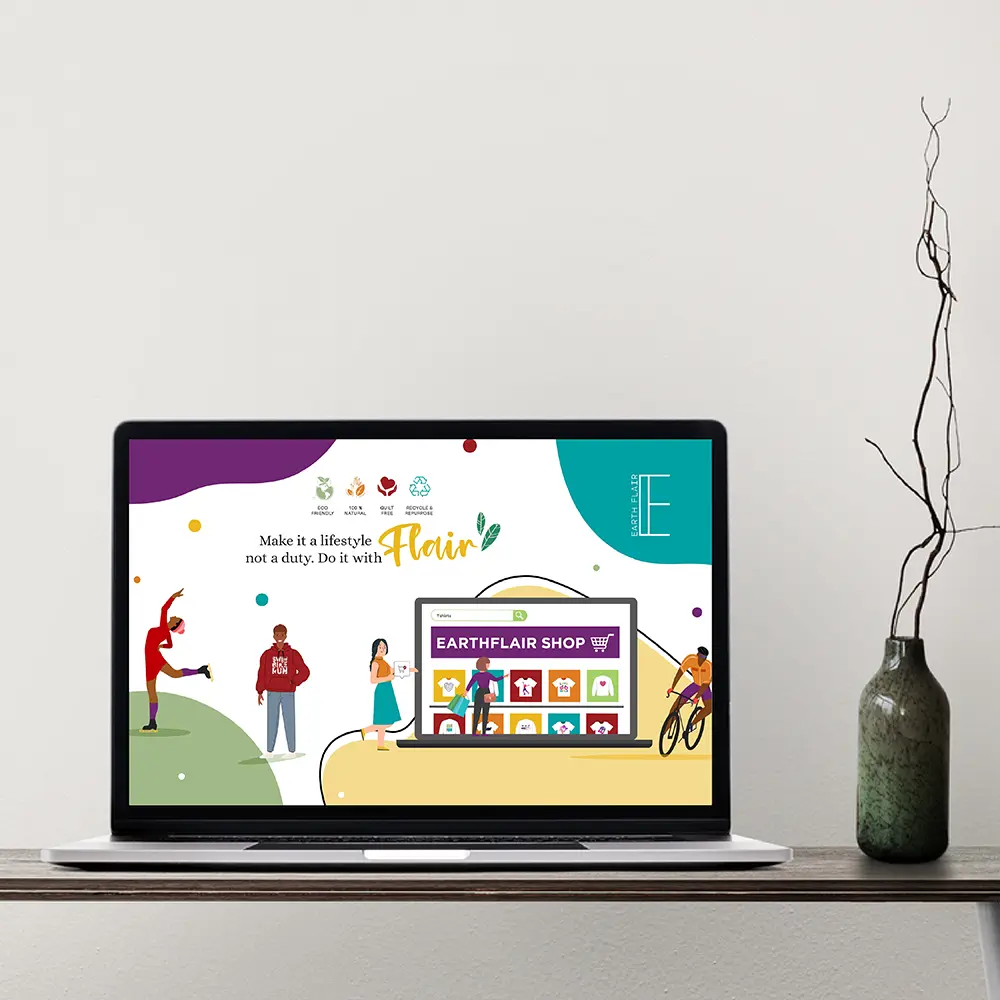 ECO
FRIENDLY
100 %
NATURAL
GUILT
FREE
RECYCLE &
REPURPOSE
EARTH FLAIR
Make it a lifestyle
not a duty. Do it with Flair
EARTHFLAIR SHOP